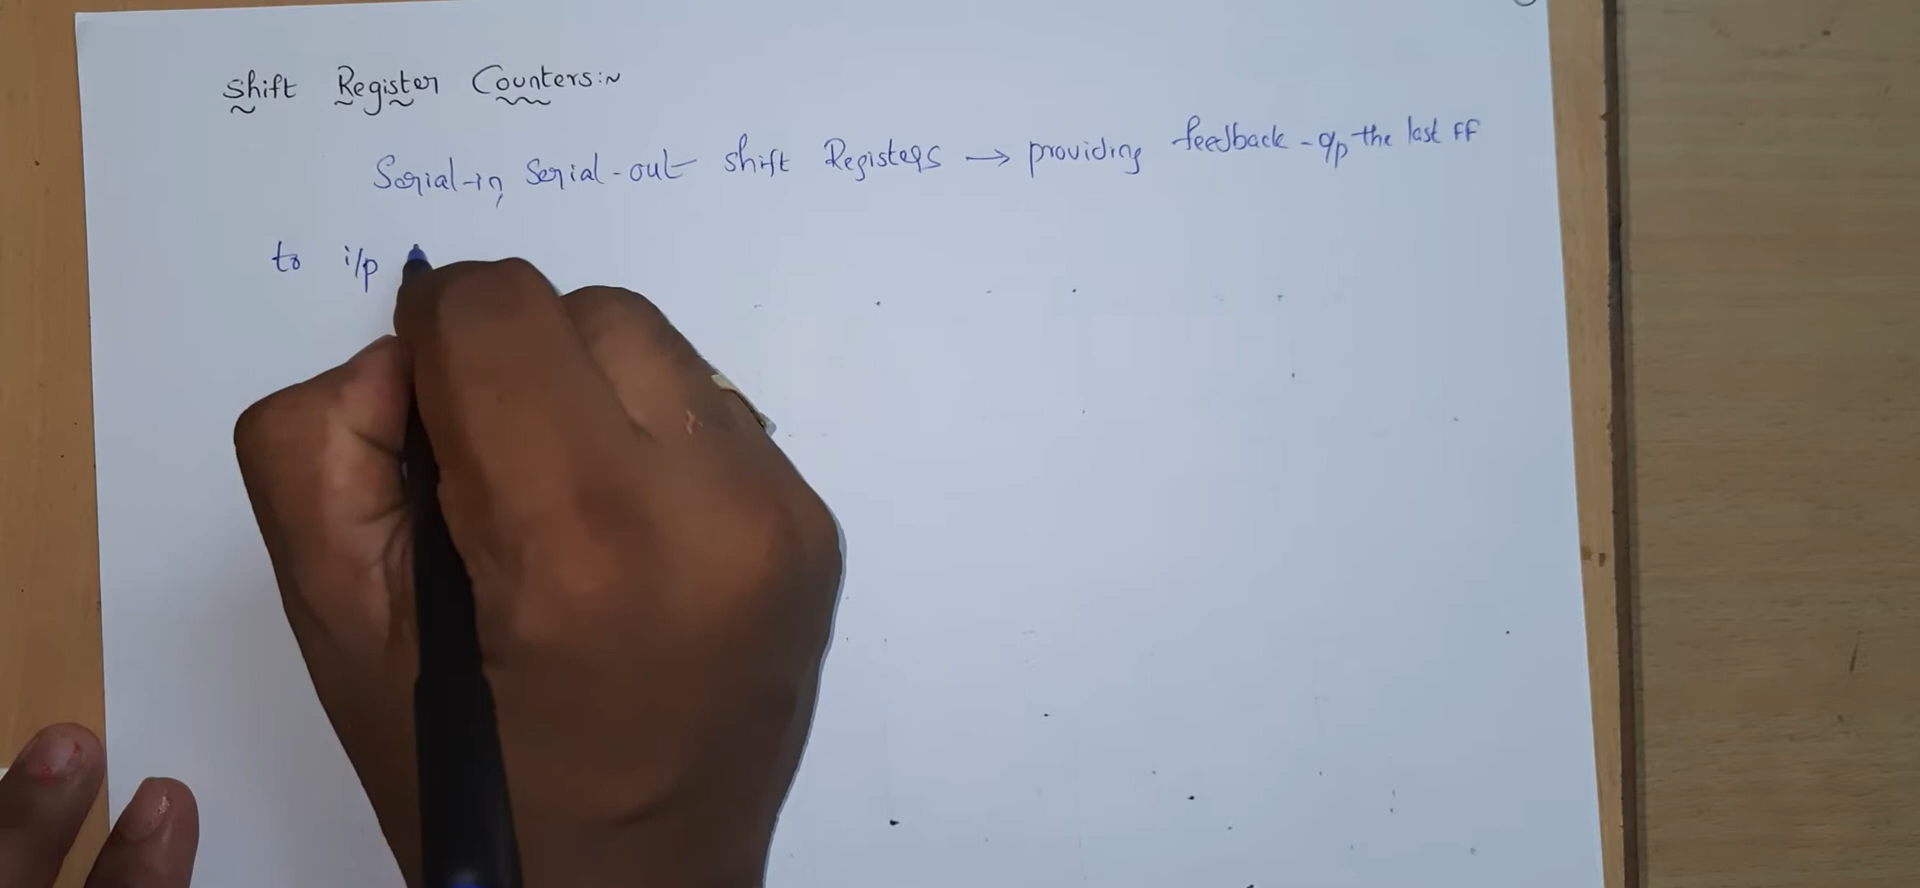 Shift Register Counters:~
Serial-in, Serial-out shift Registers → providing feedback - o/p the last FF
to i/p